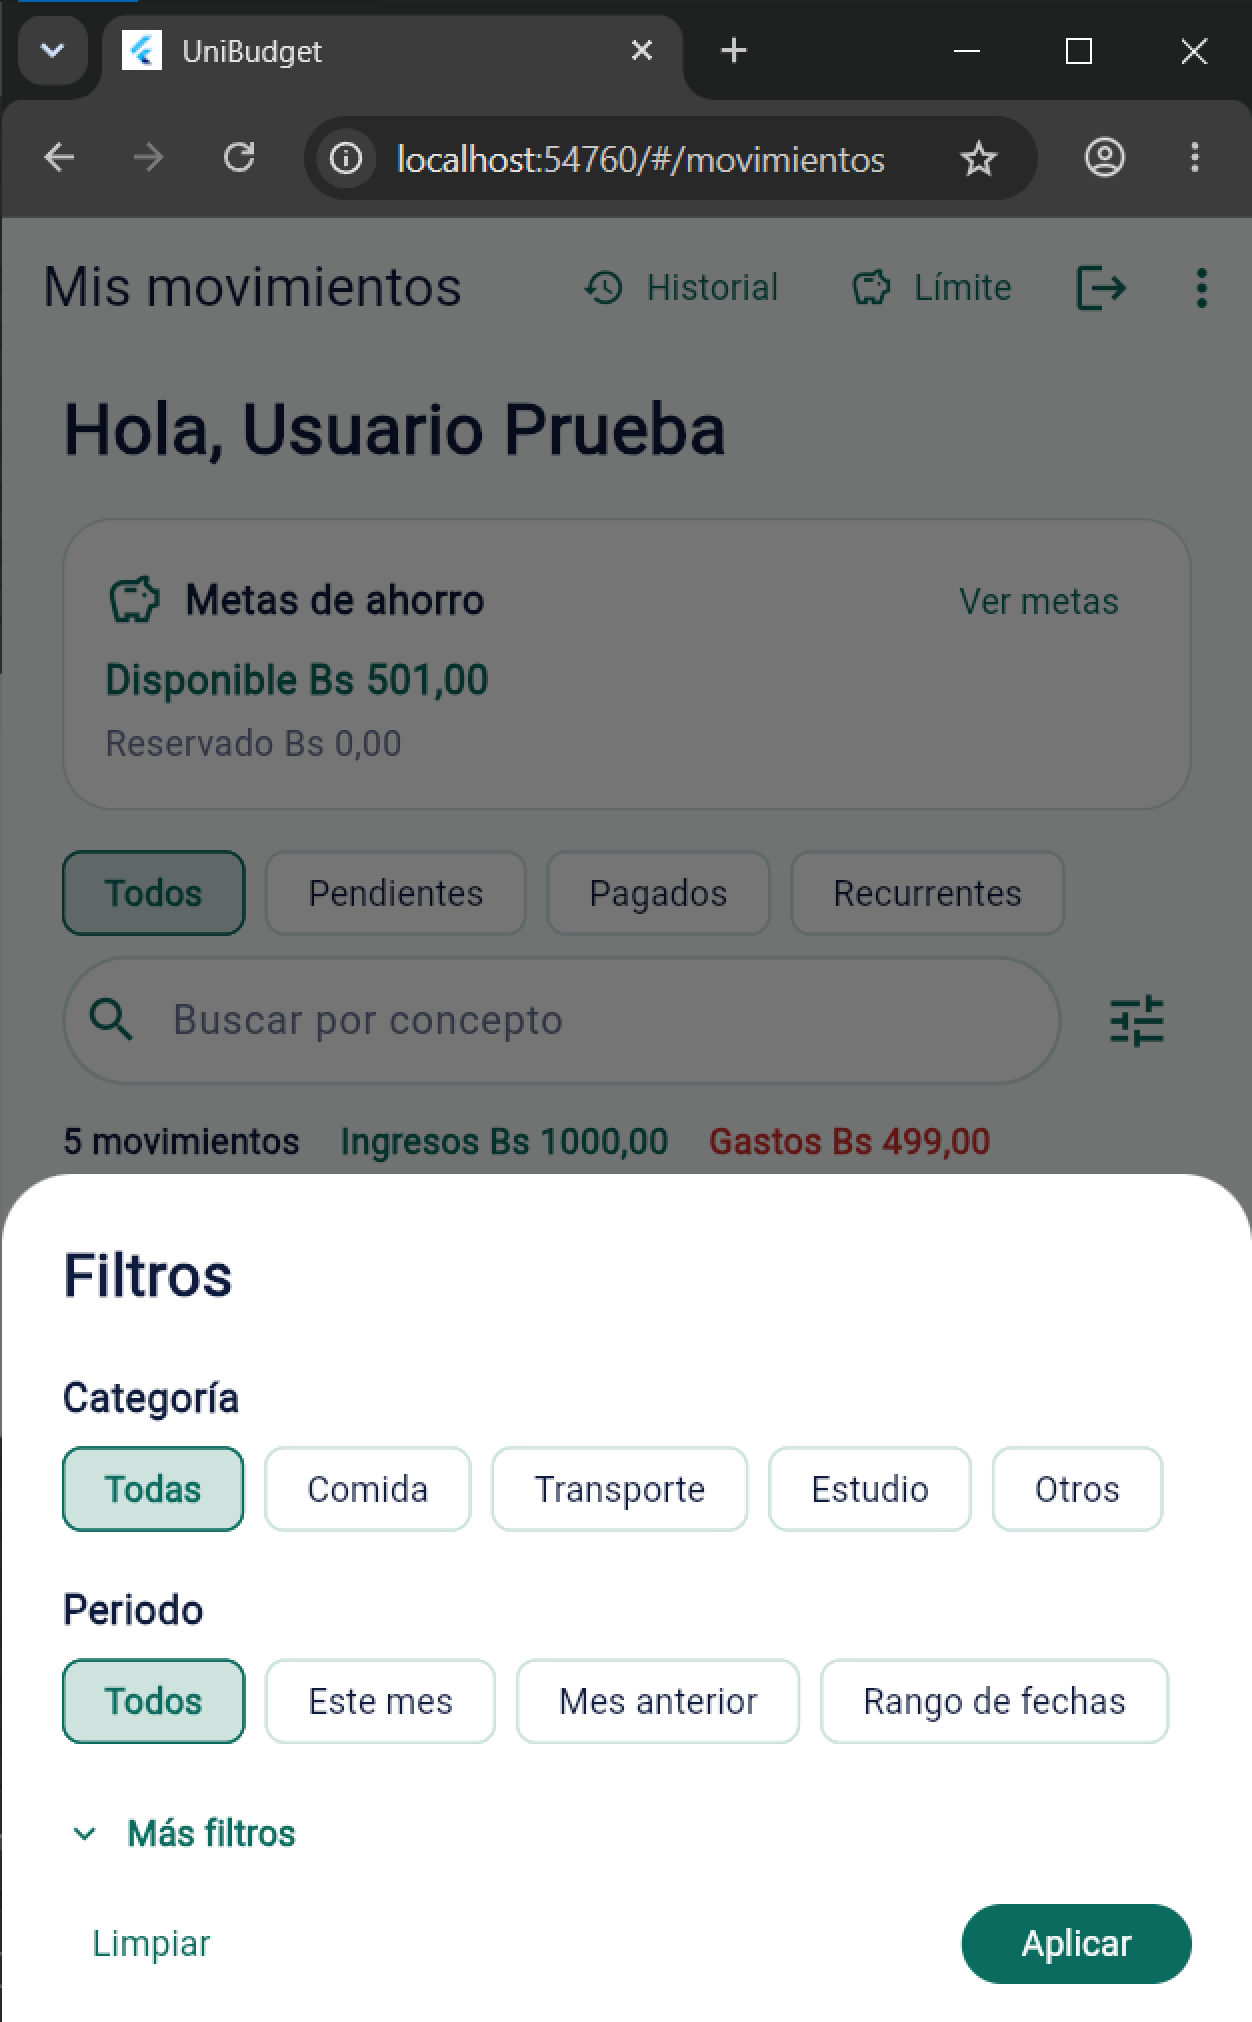 UniBudget
localhost:54760/#/movimientos
Mis movimientos Historial Límite
Hola, Usuario Prueba
Metas de ahorro Ver metas
Disponible Bs 501,00
Reservado Bs 0,00
Todos Pendientes Pagados Recurrentes
Buscar por concepto
5 movimientos Ingresos Bs 1000,00 Gastos Bs 499,00
Filtros
Categoría
Todas Comida Transporte Estudio Otros
Periodo
Todos Este mes Mes anterior Rango de fechas
Más filtros
Limpiar Aplicar